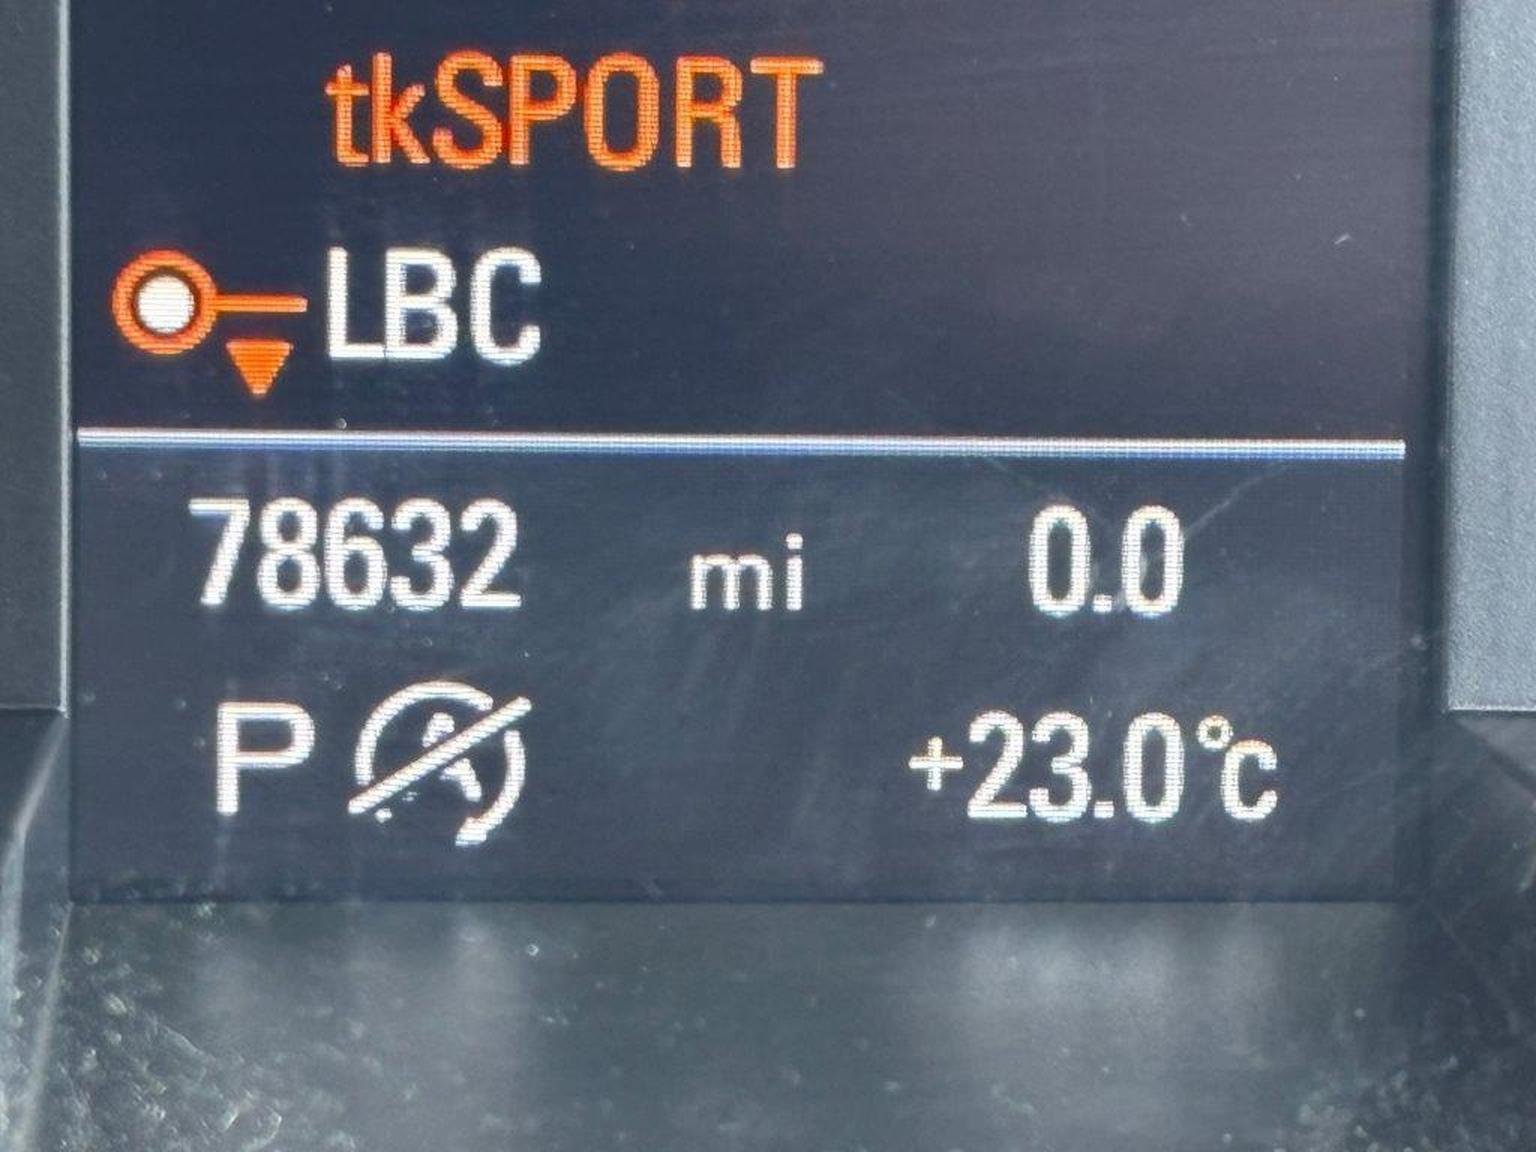 tkSPORT
LBC
78632 mi 0.0
P +23.0°C